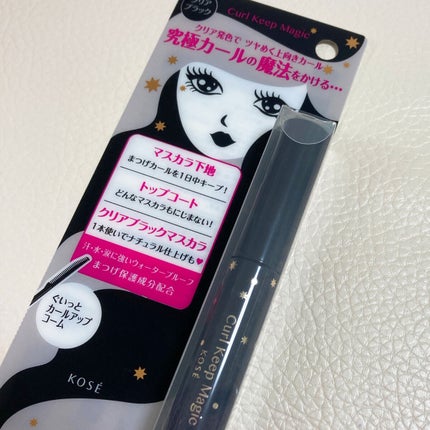 クリア
ブラック
Curl Keep Magic
クリア発色で ツヤめく上向きカール
究極カールの魔法をかける…
マスカラ下地
まつげカールを1日中キープ!
トップコート
どんなマスカラもにじまない!
クリアブラックマスカラ
1本使いでナチュラル仕上げも♥
汗・水・涙に強いウォータープルーフ
まつげ保護成分配合
ぐいっと
カールアップ
コーム
KOSÉ
Curl Keep Magic
KOSÉ